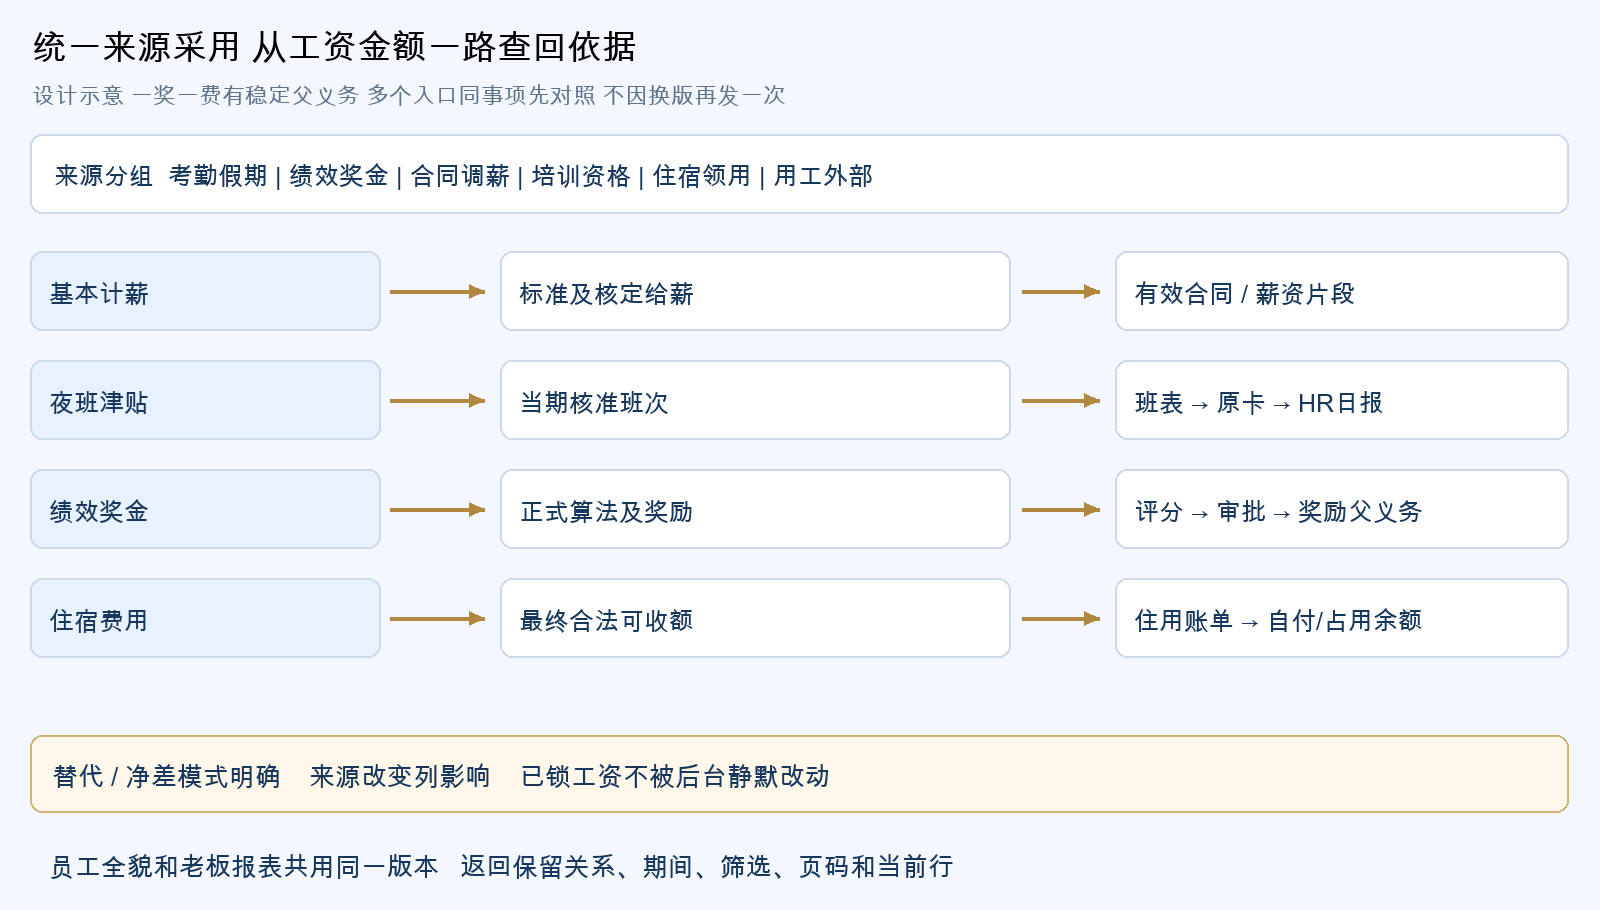 统一来源采用 从工资金额一路查回依据
设计示意 一奖一费有稳定父义务 多个入口同事项先对照 不因换版再发一次
来源分组 考勤假期 | 绩效奖金 | 合同调薪 | 培训资格 | 住宿领用 | 用工外部
基本计薪
标准及核定给薪
有效合同 / 薪资片段
夜班津贴
当期核准班次
班表 → 原卡 → HR日报
绩效奖金
正式算法及奖励
评分 → 审批 → 奖励父义务
住宿费用
最终合法可收额
住用账单 → 自付/占用余额
替代 / 净差模式明确 来源改变列影响 已锁工资不被后台静默改动
员工全貌和老板报表共用同一版本 返回保留关系、期间、筛选、页码和当前行